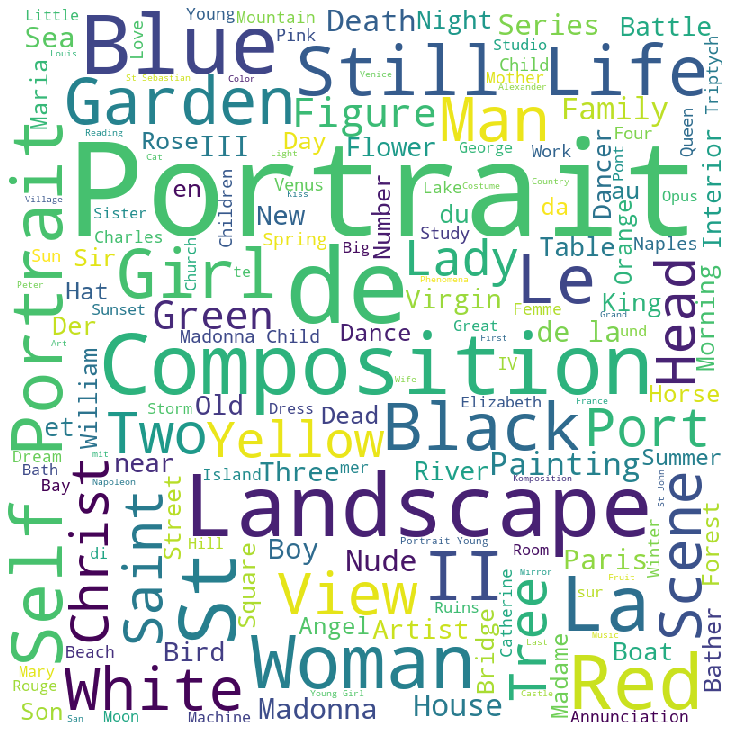 Little
Young
Mountain
Death
Night
Series
Battle
Sea
Louis
Love
Pink
Studio
Child
Blue
Still Life
St Sebastian
Color
Venice
Mother
Alexander
Triptych
Maria
Garden
Figure
Man
Family
Reading
Rose
III
Day
Flower
George
Work
Four
Queen
Cat
Light
Portrait
Village
en
Venus
Kiss
Lake
Costume
Country
Pont
au
Opus
Sister
Children
New
Number
du
Study
da
Dancer
Interior
Self Portrait
Charles
Church
Spring
Big
Lady
Table
Orange
Naples
Sun
Sir
Girl
te
de
Phenomena
Le
Peter
Hat
Sunset
Green
Virgin
Femme
King
Grand
Head
Morning
Der
Madonna Child
Dance
Great
First
de la
und
Art
William
Composition
IV
Wife
Horse
et
Storm
Old
Dress
Dead
Elizabeth
France
Two
Yellow
Black
Port
Dream
near
Bath
mit
Island
Three
mer
River
Painting
Summer
Bay
Napoleon
Street
Landscape
Komposition
St John
Christ
Saint
St
Hill
Boy
Portrait Young
Room
Scene
di
Square
Nude
II
Paris
Winter
Forest
View
Ruins
Catherine
Mirror
sur
Fruit
La
Angel
Artist
Bridge
Tree
Last
Music
Beach
Bird
Woman
Madame
Boat
Bather
Mary
Rouge
White
Young Girl
Castle
Red
Son
Moon
Machine
Madonna
House
Annunciation
San